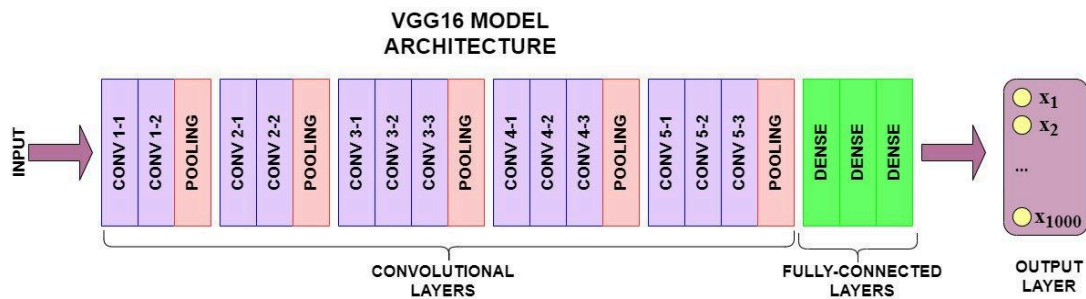 VGG16 MODEL
ARCHITECTURE
INPUT
CONV 1-1
CONV 1-2
POOLING
CONV 2-1
CONV 2-2
POOLING
CONV 3-1
CONV 3-2
CONV 3-3
POOLING
CONV 4-1
CONV 4-2
CONV 4-3
POOLING
CONV 5-1
CONV 5-2
CONV 5-3
POOLING
DENSE
DENSE
DENSE
x1
x2
...
x1000
CONVOLUTIONAL
LAYERS
FULLY-CONNECTED
LAYERS
OUTPUT
LAYER